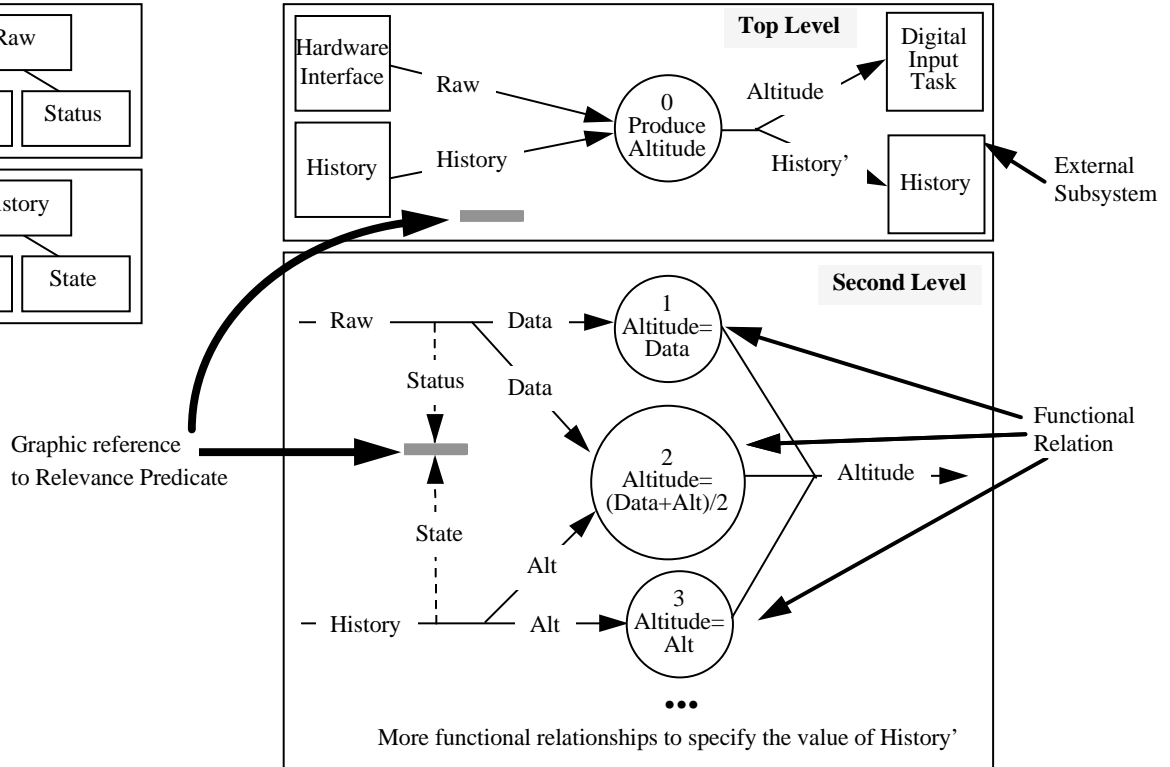 Raw
Status
State
Top Level
Hardware
Interface
Raw
History
History
0
Produce
Altitude
Altitude
History’
Digital
Input
Task
History
External
Subsystem
Second Level
Raw
Data
1
Altitude=
Data
Status
Data
Graphic reference
to Relevance Predicate
2
Altitude=
(Data+Alt)/2
Altitude
Functional
Relation
State
Alt
History
Alt
3
Altitude=
Alt
•••
More functional relationships to specify the value of History’